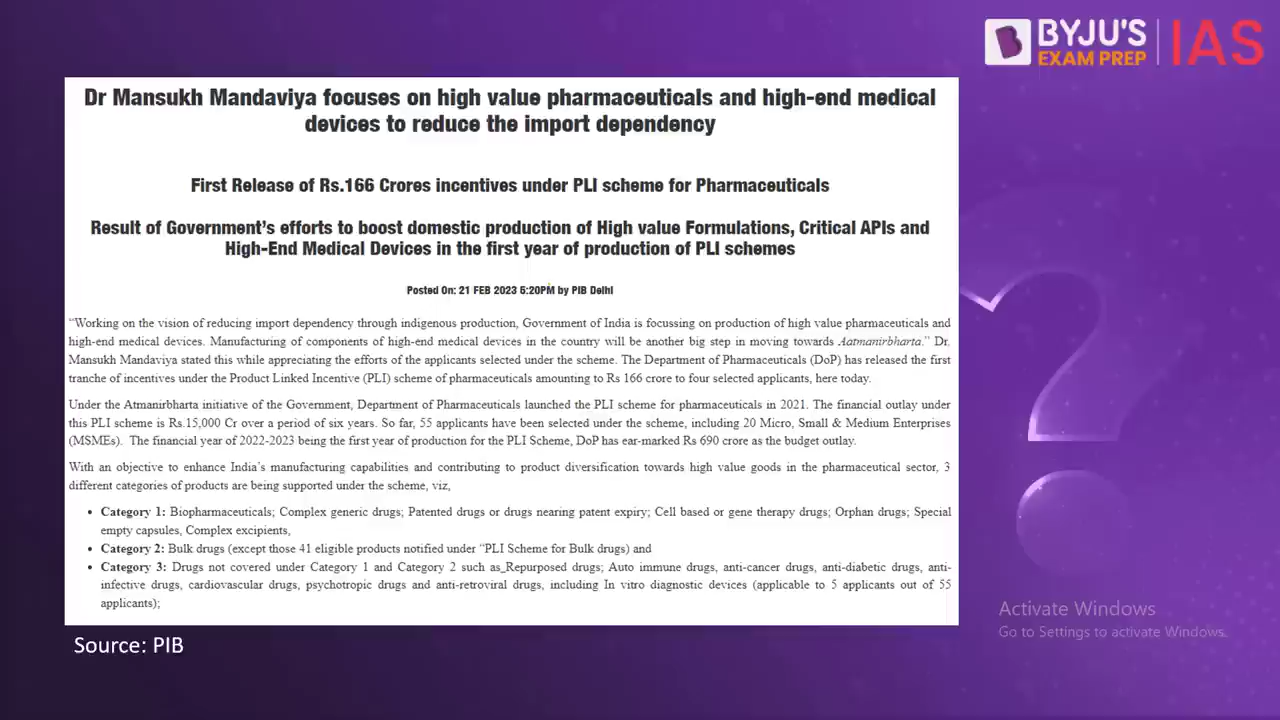 BYJU'S
EXAM PREP
IAS
Dr Mansukh Mandaviya focuses on high value pharmaceuticals and high-end medical
devices to reduce the import dependency
First Release of Rs.166 Crores incentives under PLI scheme for Pharmaceuticals
Result of Government's efforts to boost domestic production of High value Formulations, Critical APIs and
High-End Medical Devices in the first year of production of PLI schemes
Posted On: 21 FEB 2023 5:20PM by PIB Delhi
“Working on the vision of reducing import dependency through indigenous production, Government of India is focussing on production of high value pharmaceuticals and
high-end medical devices. Manufacturing of components of high-end medical devices in the country will be another big step in moving towards Aatmanirbharta.” Dr.
Mansukh Mandaviya stated this while appreciating the efforts of the applicants selected under the scheme. The Department of Pharmaceuticals (DoP) has released the first
tranche of incentives under the Product Linked Incentive (PLI) scheme of pharmaceuticals amounting to Rs 166 crore to four selected applicants, here today.
Under the Atmanirbharta initiative of the Government, Department of Pharmaceuticals launched the PLI scheme for pharmaceuticals in 2021. The financial outlay under
this PLI scheme is Rs.15,000 Cr over a period of six years. So far, 55 applicants have been selected under the scheme, including 20 Micro, Small & Medium Enterprises
(MSMEs). The financial year of 2022-2023 being the first year of production for the PLI Scheme, DoP has ear-marked Rs 690 crore as the budget outlay.
With an objective to enhance India's manufacturing capabilities and contributing to product diversification towards high value goods in the pharmaceutical sector, 3
different categories of products are being supported under the scheme, viz,
• Category 1: Biopharmaceuticals; Complex generic drugs; Patented drugs or drugs nearing patent expiry; Cell based or gene therapy drugs; Orphan drugs; Special
empty capsules, Complex excipients,
• Category 2: Bulk drugs (except those 41 eligible products notified under “PLI Scheme for Bulk drugs) and
• Category 3: Drugs not covered under Category 1 and Category 2 such as Repurposed drugs; Auto immune drugs, anti-cancer drugs, anti-diabetic drugs, anti-
infective drugs, cardiovascular drugs, psychotropic drugs and anti-retroviral drugs, including In vitro diagnostic devices (applicable to 5 applicants out of 55
applicants);
Source: PIB
Activate Windows
Go to Settings to activate Windows.